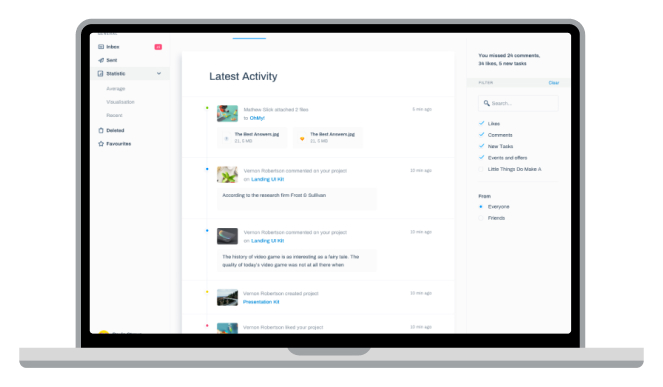 Inbox
Sent
Statistic
Average
Visualisation
Recent
Deleted
Favourites
Latest Activity
Mathew Slick attached 2 files
5 min ago
to OhMy!
The Best Answers.jpg
21, 5 MB
The Best Answers.jpg
21, 5 MB
Vernon Robertson commented on your project
10 min ago
on Landing UI Kit
According to the research firm Frost & Sullivan
Vernon Robertson commented on your project
10 min ago
on Landing UI Kit
The history of video game is as interesting as a fairy tale. The
quality of today's video game was not at all there when
Vernon Robertson created project
10 min ago
Presentation Kit
Vernon Robertson liked your project
10 min ago
You missed 24 comments,
34 likes, 5 new tasks
FILTER
Clear
Search...
Likes
Comments
New Tasks
Events and offers
Little Things Do Make A
From
Everyone
Friends